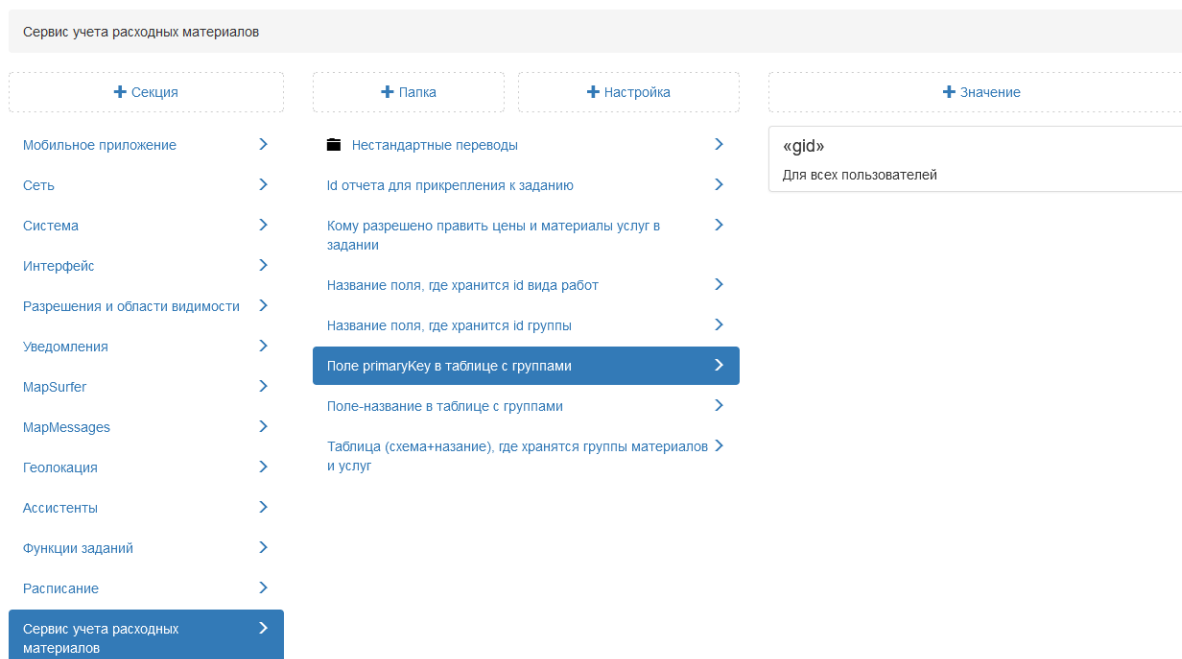 Сервис учета расходных материалов
+ Секция
+ Папка
+ Настройка
+ Значение
Мобильное приложение
Сеть
Система
Интерфейс
Разрешения и области видимости
Уведомления
MapSurfer
MapMessages
Геолокация
Ассистенты
Функции заданий
Расписание
Сервис учета расходных
материалов
Нестандартные переводы
Id отчета для прикрепления к заданию
Кому разрешено править цены и материалы услуг в
задании
Название поля, где хранится id вида работ
Название поля, где хранится id группы
Поле primaryKey в таблице с группами
Поле-название в таблице с группами
Таблица (схема+назание), где хранятся группы материалов
и услуг
«gid»
Для всех пользователей